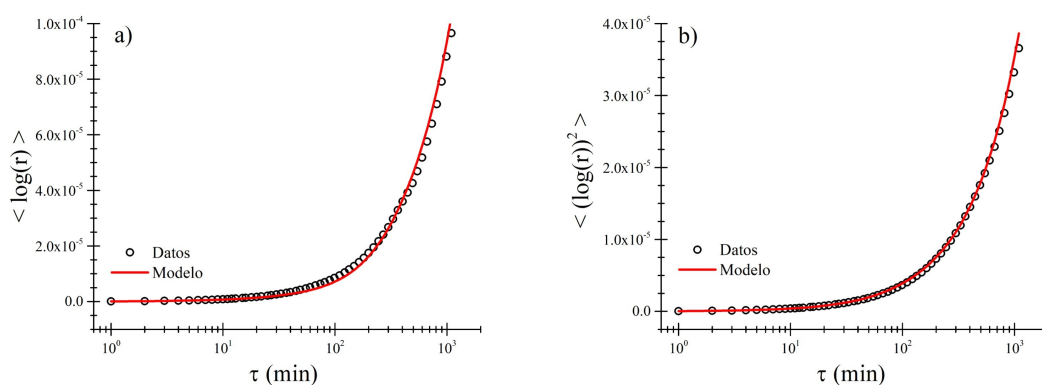 a)
1.0x10⁻⁴
8.0x10⁻⁵
6.0x10⁻⁵
4.0x10⁻⁵
2.0x10⁻⁵
0.0
< log(r) >
Datos
Modelo
10⁰ 10¹ 10² 10³
τ (min)
b)
4.0x10⁻⁵
3.0x10⁻⁵
1.0x10⁻⁵
1.0x10⁻⁵
0.0
< (log(r))² >
Datos
Modelo
10⁰ 10¹ 10² 10³
τ (min)